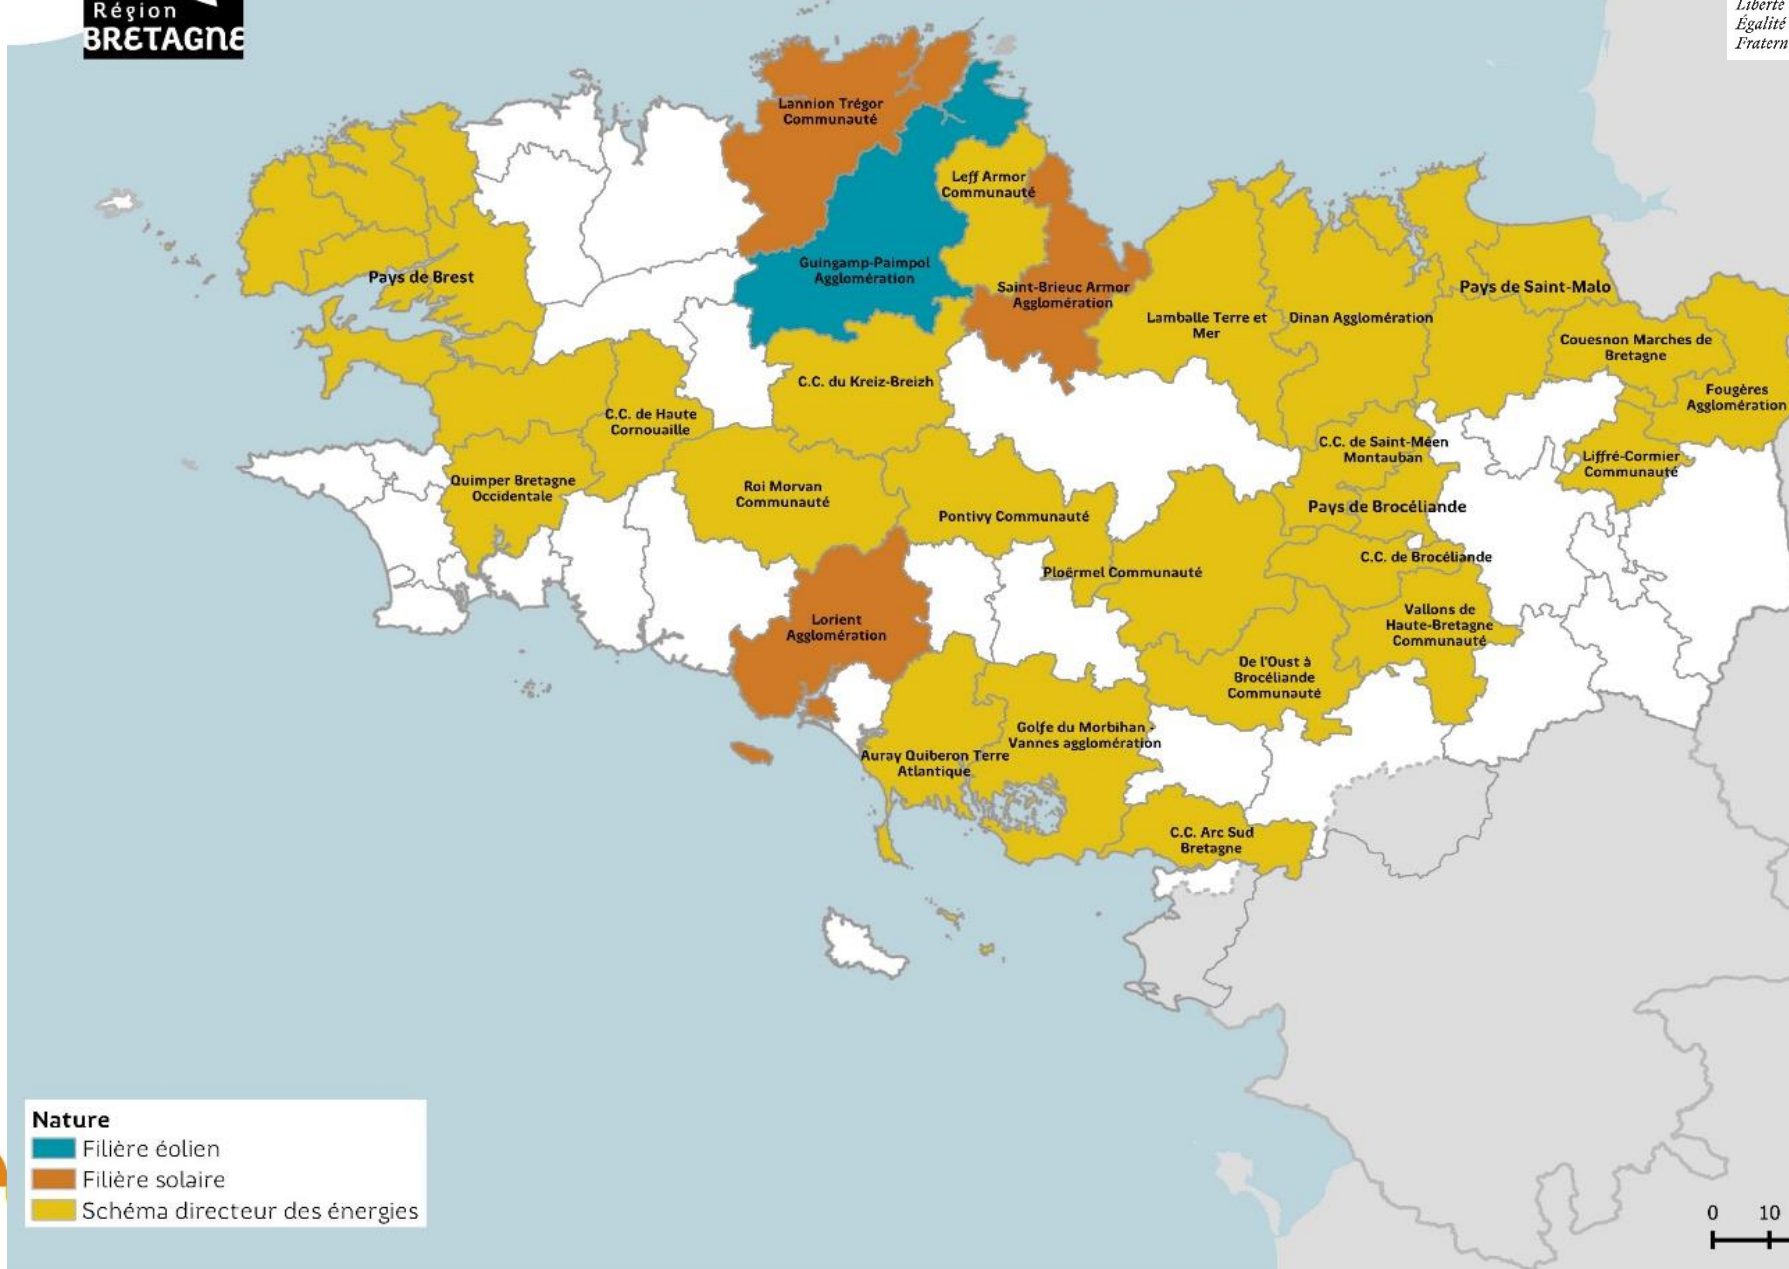 Région
BRETAGNE
Liberté
Égalité
Fratern
Lannion Trégor
Communauté
Leff Armor
Communauté
Guingamp-Paimpol
Agglomération
Pays de Brest
Saint-Brieuc Armor
Agglomération
Pays de Saint-Malo
Lamballe Terre et
Mer
Dinan Agglomération
Couesnon Marches de
Bretagne
C.C. du Kreiz-Breizh
Fougères
Agglomération
C.C. de Haute
Cornouaille
C.C. de Saint-Méen
Montauban
Liffré-Cormier
Communauté
Quimper Bretagne
Occidentale
Roi Morvan
Communauté
Pontivy Communauté
Pays de Brocéliande
C.C. de Brocéliande
Ploërmel Communauté
Lorient
Agglomération
Vallons de
Haute-Bretagne
Communauté
De l'Oust à
Brocéliande
Communauté
Golfe du Morbihan -
Vannes agglomération
Auray Quiberon Terre
Atlantique
C.C. Arc Sud
Bretagne
Nature
Filière éolien
Filière solaire
Schéma directeur des énergies
0 10